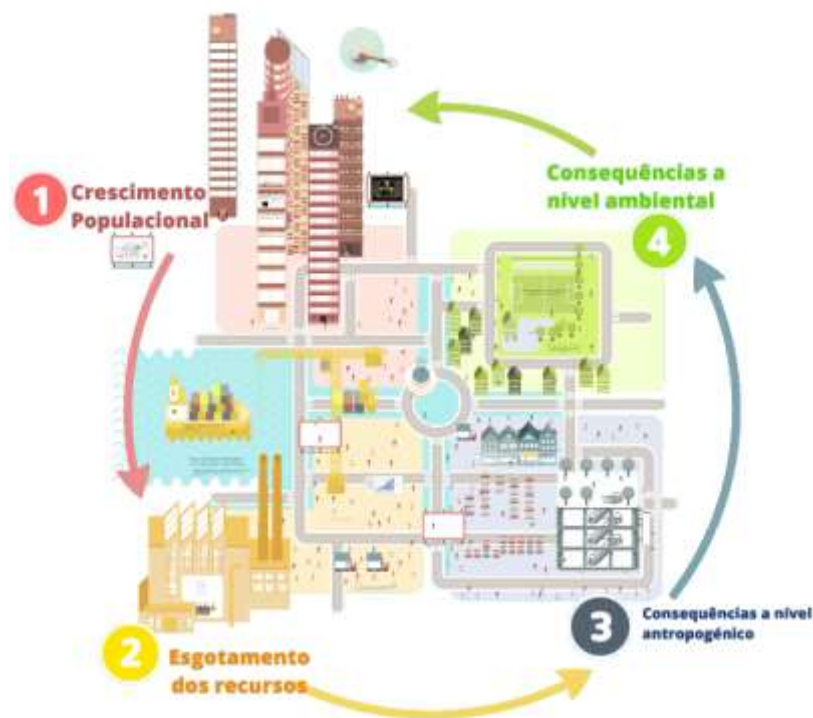 1
Crescimento
Populacional
Consequências a
nível ambiental
4
3
Consequências a nível
antropogénico
2
Esgotamento
dos recursos